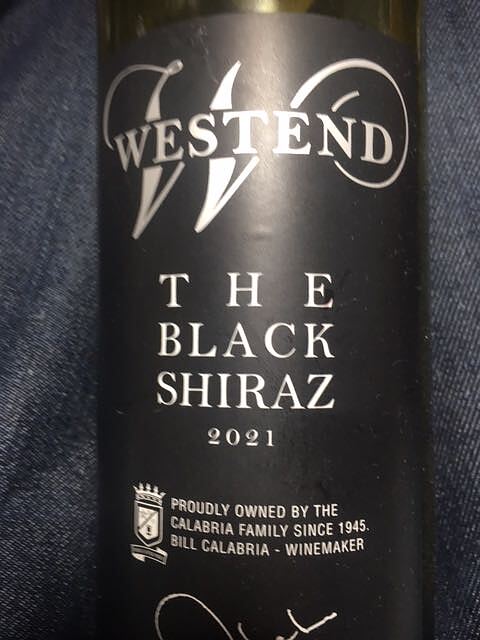 WESTEND
THE
BLACK
SHIRAZ
2021
PROUDLY OWNED BY THE
CALABRIA FAMILY SINCE 1945.
BILL CALABRIA - WINEMAKER